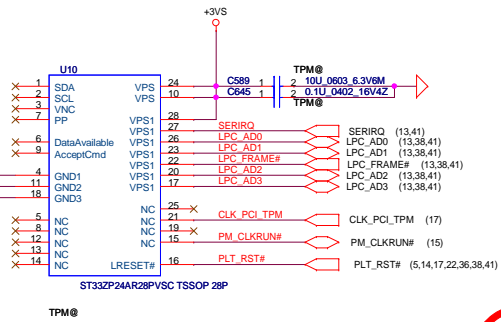 +3VS
U10
TPM@
1 SDA VPS 24 C589 1 2 10U_0603_6.3V6M
2 SCL VPS 10 C645 1 2 0.1U_0402_16V4Z
3 VNC TPM@
7 PP VPS1 28
VPS1 27 SERIRQ SERIRQ (13,41)
6 DataAvailable VPS1 26 LPC_AD0 LPC_AD0 (13,38,41)
9 AcceptCmd VPS1 23 LPC_AD1 LPC_AD1 (13,38,41)
VPS1 22 LPC_FRAME# LPC_FRAME# (13,38,41)
4 GND1 VPS1 20 LPC_AD2 LPC_AD2 (13,38,41)
11 GND2 VPS1 17 LPC_AD3 LPC_AD3 (13,38,41)
18 GND3
NC 25
5 NC NC 21 CLK_PCI_TPM CLK_PCI_TPM (17)
8 NC NC 19
12 NC NC 15 PM_CLKRUN# PM_CLKRUN# (15)
13 NC
14 NC LRESET# 16 PLT_RST# PLT_RST# (5,14,17,22,36,38,41)
ST33ZP24AR28PVSC TSSOP 28P
TPM@